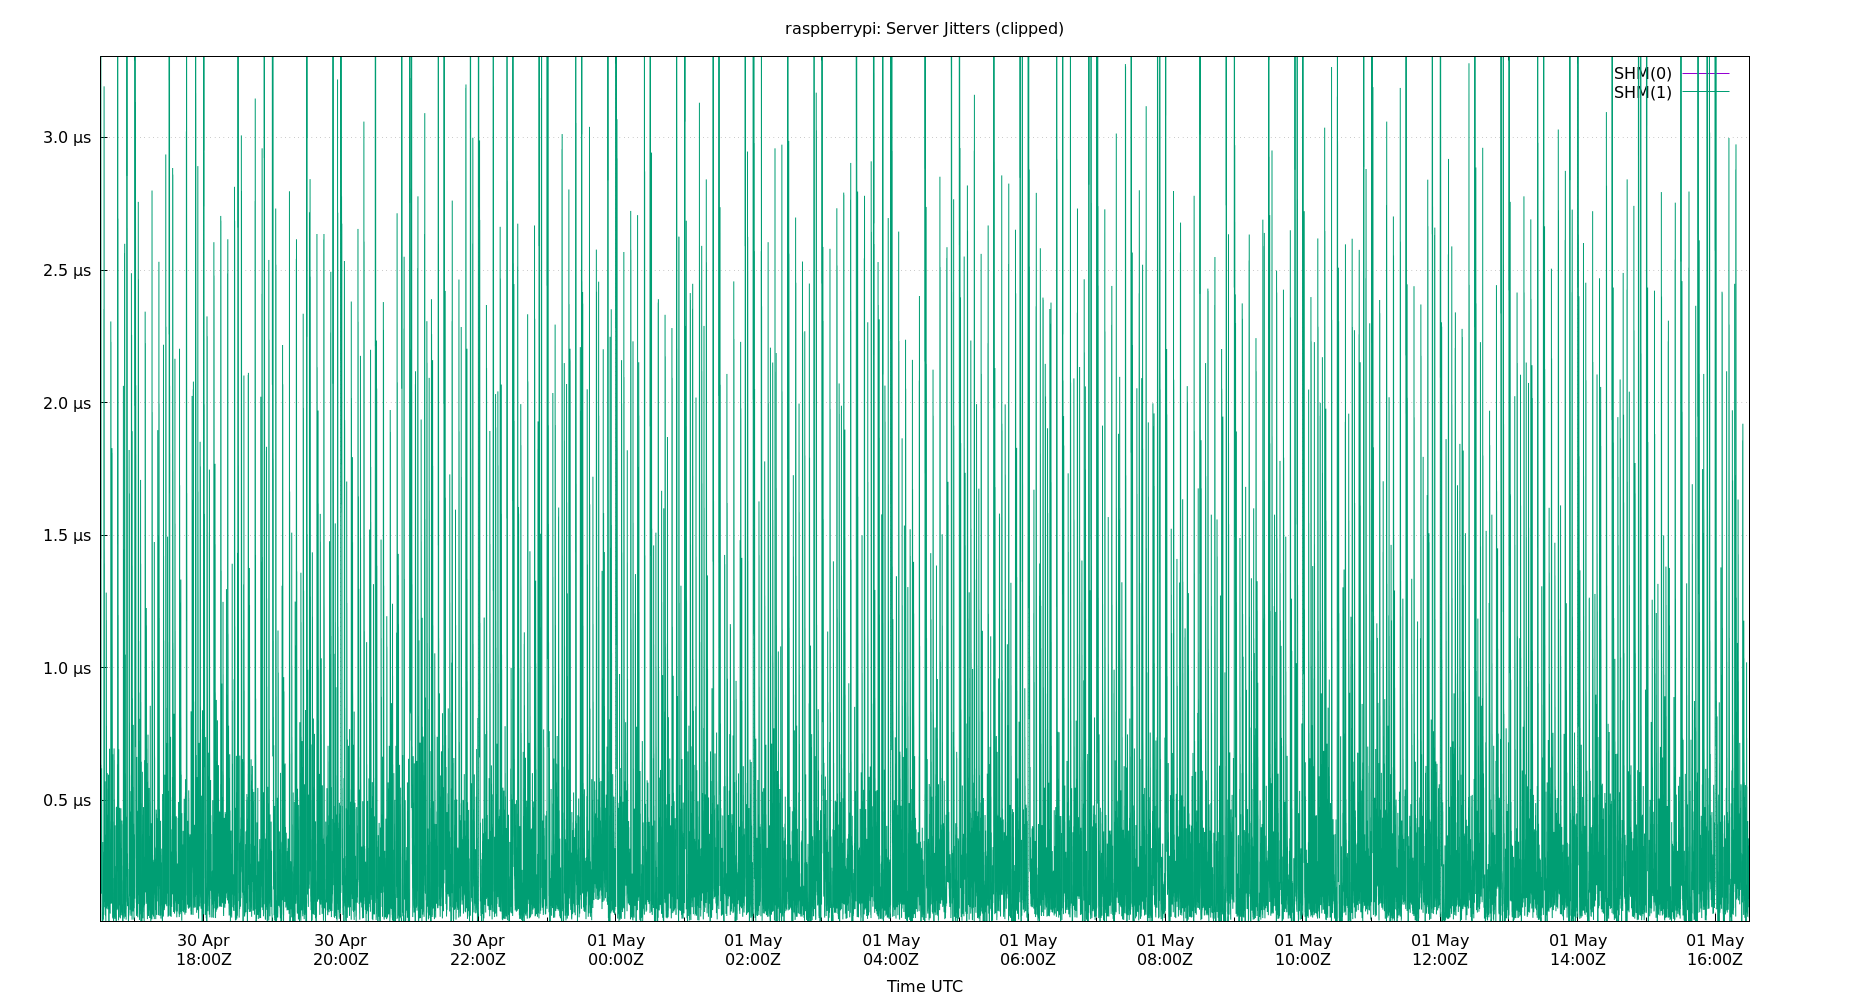 raspberrypi: Server Jitters (clipped)
SHM(0)
SHM(1)
3.0 µs
2.5 µs
2.0 µs
1.5 µs
1.0 µs
0.5 µs
30 Apr 30 Apr 30 Apr 01 May 01 May 01 May 01 May 01 May 01 May 01 May 01 May 01 May
18:00Z 20:00Z 22:00Z 00:00Z 02:00Z 04:00Z 06:00Z 08:00Z 10:00Z 12:00Z 14:00Z 16:00Z
Time UTC